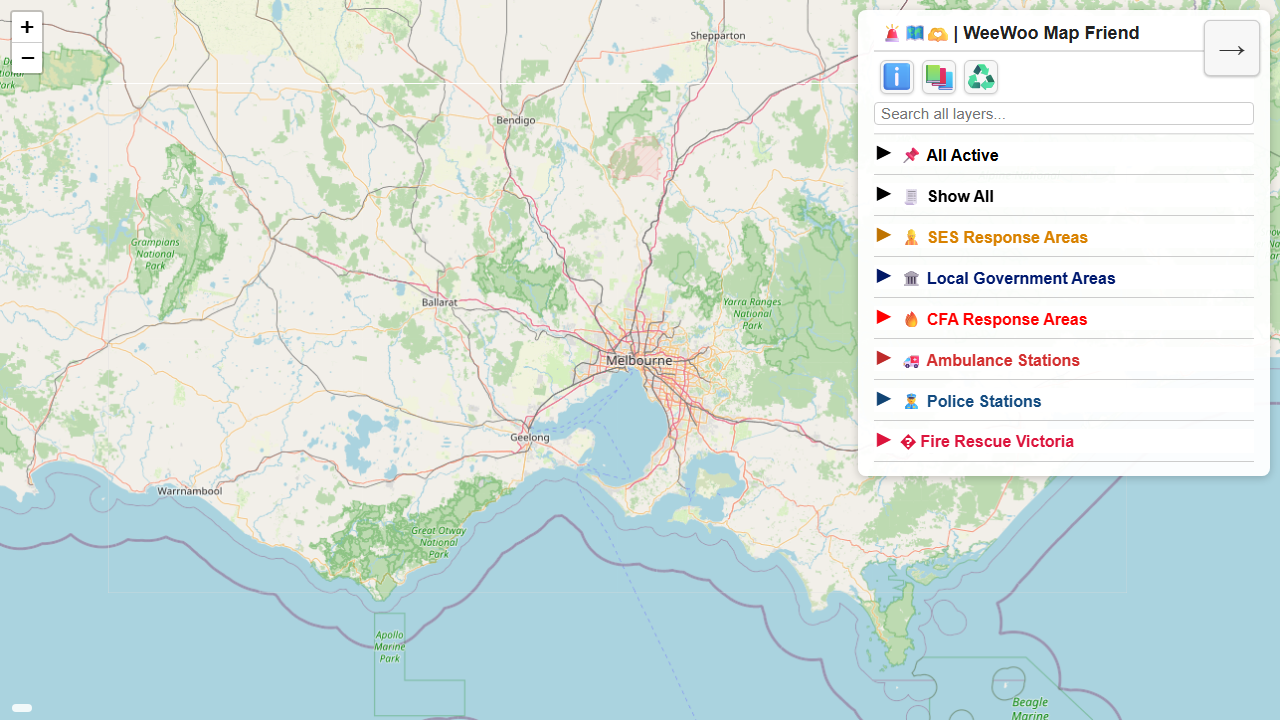 +
−
🚨 🗺️ 🫶 | WeeWoo Map Friend
→
Search all layers...
▶ 📌 All Active
▶ 🧾 Show All
▶ 👷 SES Response Areas
▶ 🏛️ Local Government Areas
▶ 🔥 CFA Response Areas
▶ 🚑 Ambulance Stations
▶ 👮 Police Stations
▶ � Fire Rescue Victoria
Shepparton
Bendigo
Grampians
National
Park
Ballarat
Yarra Ranges
National
Park
Melbourne
Geelong
Warrnambool
Great Otway
National
Park
Apollo
Marine
Park
Beagle
Marine